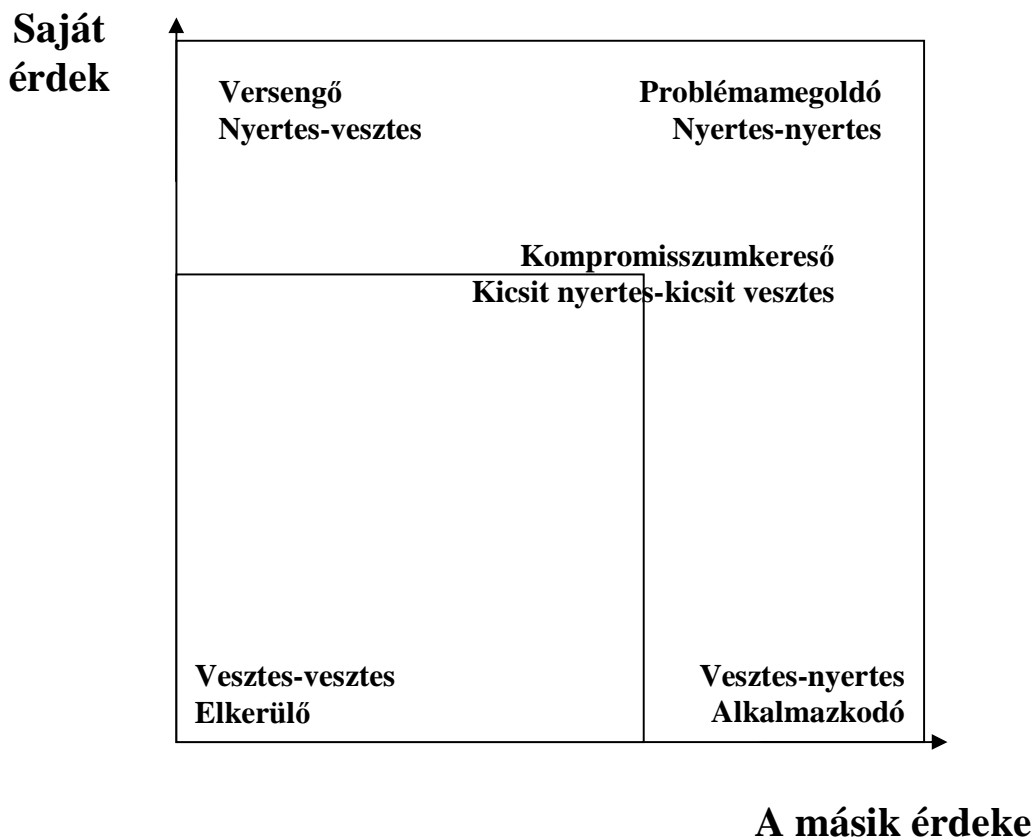 Saját
érdek
Versengő
Nyertes-vesztes
Problémamegoldó
Nyertes-nyertes
Kompromisszumkereső
Kicsit nyertes-kicsit vesztes
Vesztes-vesztes
Elkerülő
Vesztes-nyertes
Alkalmazkodó
A másik érdeke